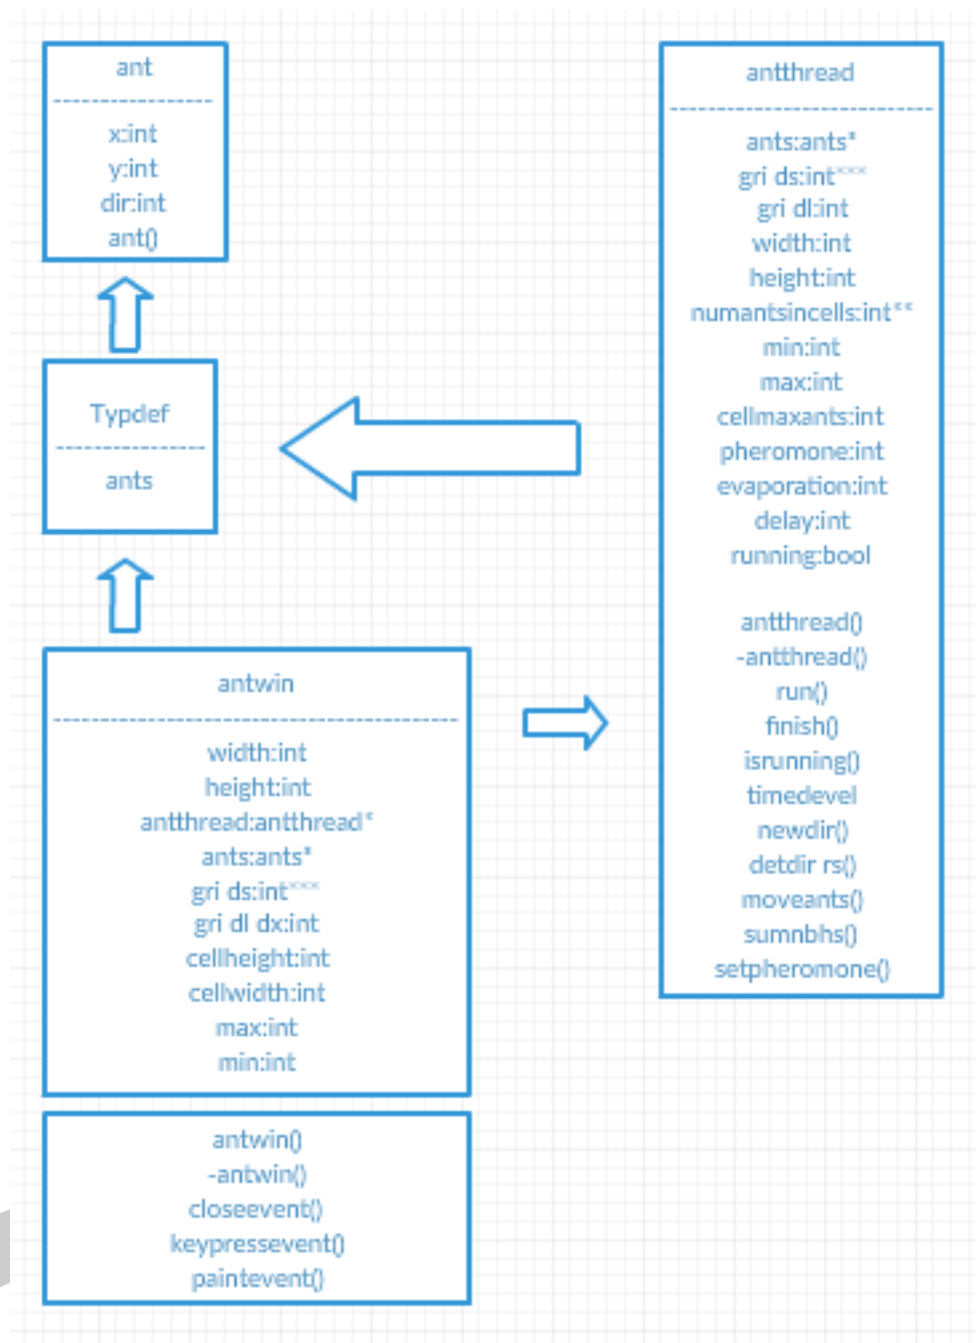 ant
x:int
y:int
dir:int
ant()
Typdef
ants
antwin
width:int
height:int
antthread:antthread*
ants:ants*
gri ds:int***
gri dl dx:int
cellheight:int
cellwidth:int
max:int
min:int
antwin()
-antwin()
closeevent()
keypressevent()
paintevent()
antthread
ants:ants*
gri ds:int***
gri dl:int
width:int
height:int
numantsincells:int**
min:int
max:int
cellmaxants:int
pheromone:int
evaporation:int
delay:int
running:bool
antthread()
-antthread()
run()
finish()
isrunning()
timedevel
newdir()
detdir rs()
moveants()
sumnbhs()
setpheromone()